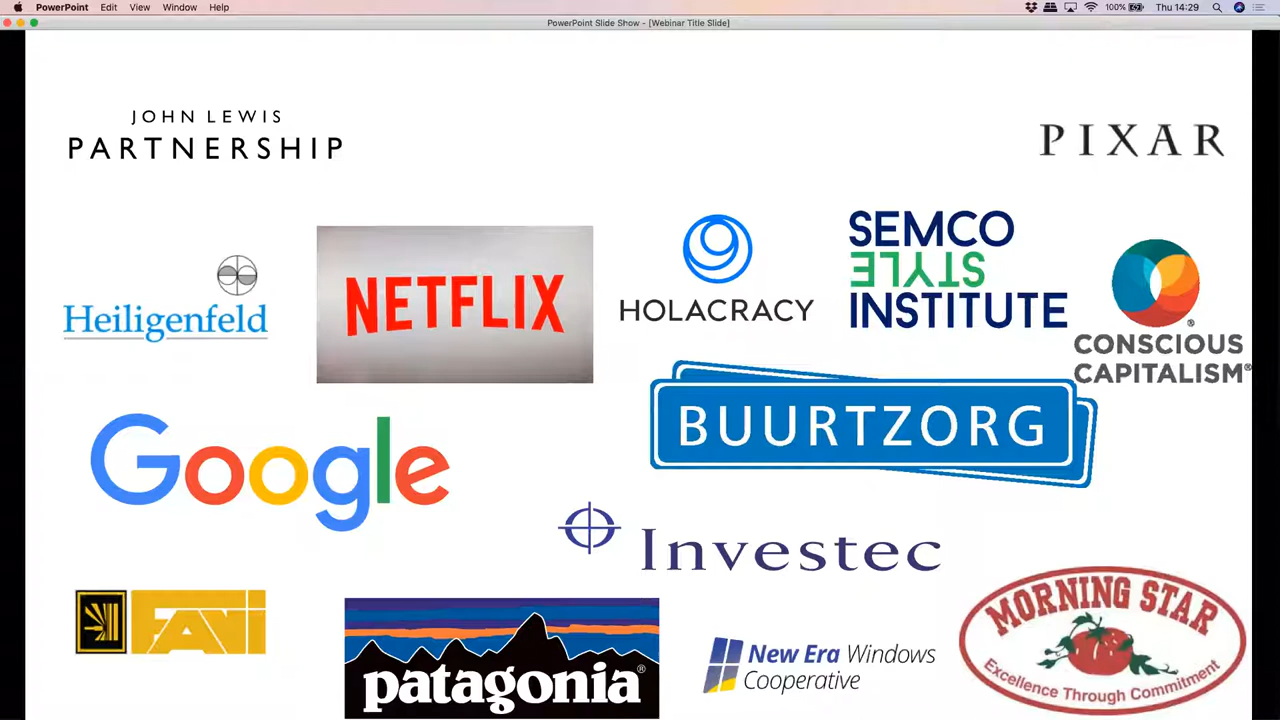 PowerPoint Edit View Window Help 100% Thu 14:29
PowerPoint Slide Show - [Webinar Title Slide]
JOHN LEWIS
PARTNERSHIP
PIXAR
Heiligenfeld
NETFLIX
HOLACRACY
SEMCO
STYLE
INSTITUTE
®
CONSCIOUS
CAPITALISM®
Google
BUURTZORG
Investec
FAVI
patagonia®
New Era Windows
Cooperative
MORNING STAR
Excellence Through Commitment